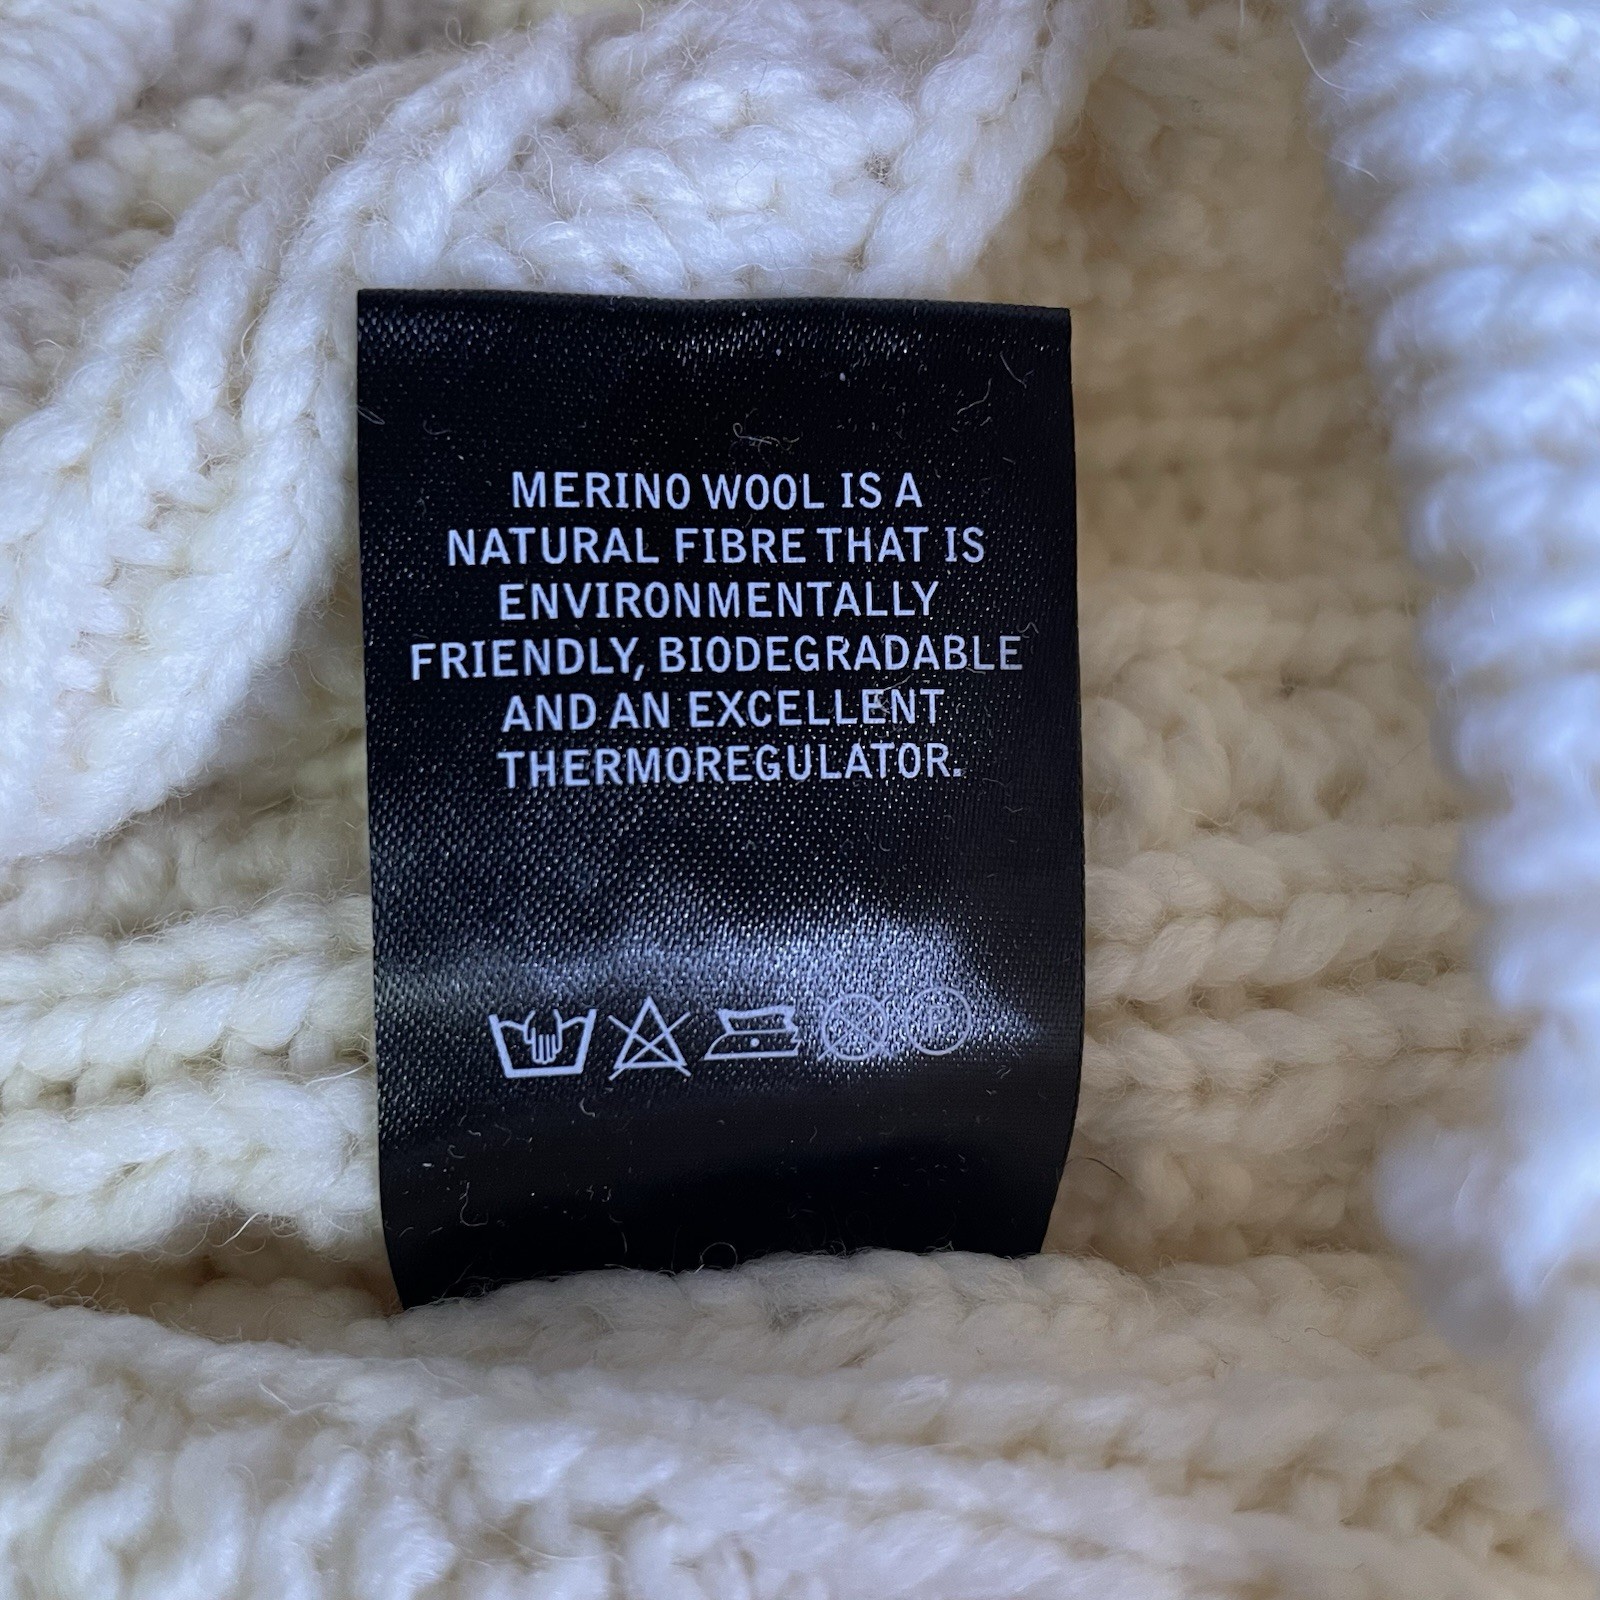 MERINO WOOL IS A
NATURAL FIBRE THAT IS
ENVIRONMENTALLY
FRIENDLY, BIODEGRADABLE
AND AN EXCELLENT
THERMOREGULATOR.
P